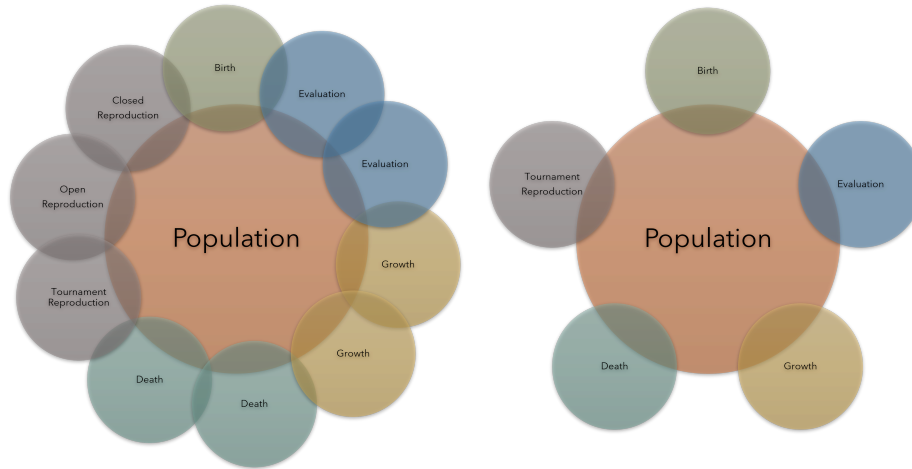 Birth
Closed
Reproduction
Evaluation
Evaluation
Open
Reproduction
Population
Growth
Tournament
Reproduction
Growth
Death
Death
Birth
Tournament
Reproduction
Evaluation
Population
Death
Growth